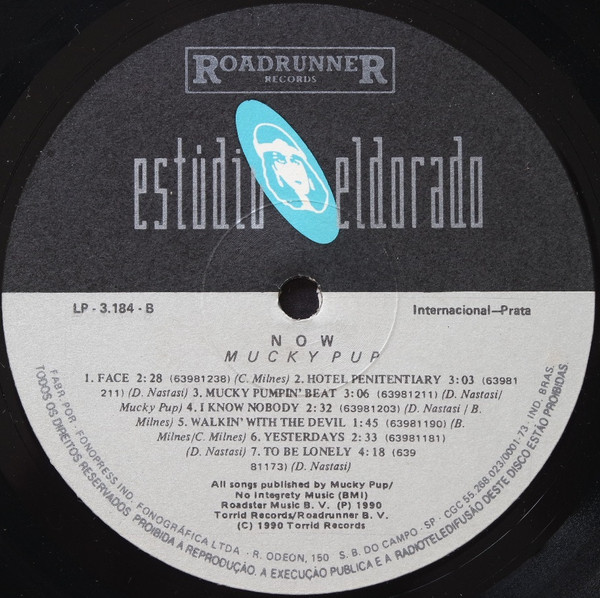 ROADRUNNER
RECORDS
estúdio eldorado
LP - 3.184 - B
Internacional—Prata
NOW
MUCKY PUP
1. FACE 2:28 (63981238) (C. Milnes) 2. HOTEL PENITENTIARY 3:03 (63981
211) (D. Nastasi) 3. MUCKY PUMPIN' BEAT 3:06 (63981211) (D. Nastasi/
Mucky Pup) 4. I KNOW NOBODY 2:32 (63981203) (D. Nastasi / B.
Milnes) 5. WALKIN' WITH THE DEVIL 1:45 (63981190) (B.
Milnes/C. Milnes) 6. YESTERDAYS 2:33 (63981181)
(D. Nastasi) 7. TO BE LONELY 4:18 (639
81173) (D. Nastasi)
All songs published by Mucky Pup/
No Integrety Music (BMI)
Roadster Music B. V. (P) 1990
Torrid Records/Roadrunner B. V.
(C) 1990 Torrid Records
FABR. POR - FONOPRESS IND. FONOGRÁFICA LTDA - R. ODEON, 150 S. B. DO CAMPO - SP - CGC 55.268.023/0001-73 - IND. BRAS.
TODOS OS DIREITOS RESERVADOS PROIBIDA A REPRODUÇÃO. A EXECUÇÃO PUBLICA E A RADIOTELEDIFUSÃO DESTE DISCO ESTÃO PROIBIDAS.